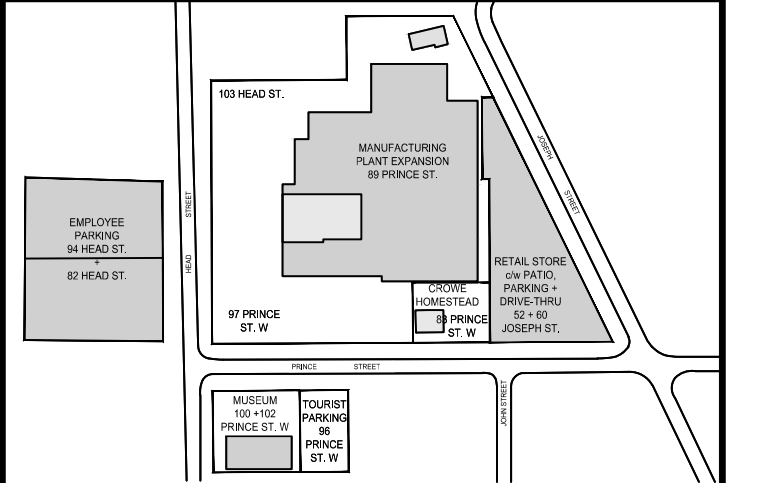 103 HEAD ST.
MANUFACTURING
PLANT EXPANSION
89 PRINCE ST.
JOSEPH
STREET
STREET
HEAD
EMPLOYEE
PARKING
94 HEAD ST.
+
82 HEAD ST.
RETAIL STORE
c/w PATIO,
PARKING +
DRIVE-THRU
52 + 60
JOSEPH ST.
CROWE
HOMESTEAD
83 PRINCE
ST. W
97 PRINCE
ST. W
PRINCE STREET
JOHN STREET
MUSEUM
100 +102
PRINCE ST. W
TOURIST
PARKING
96
PRINCE
ST. W